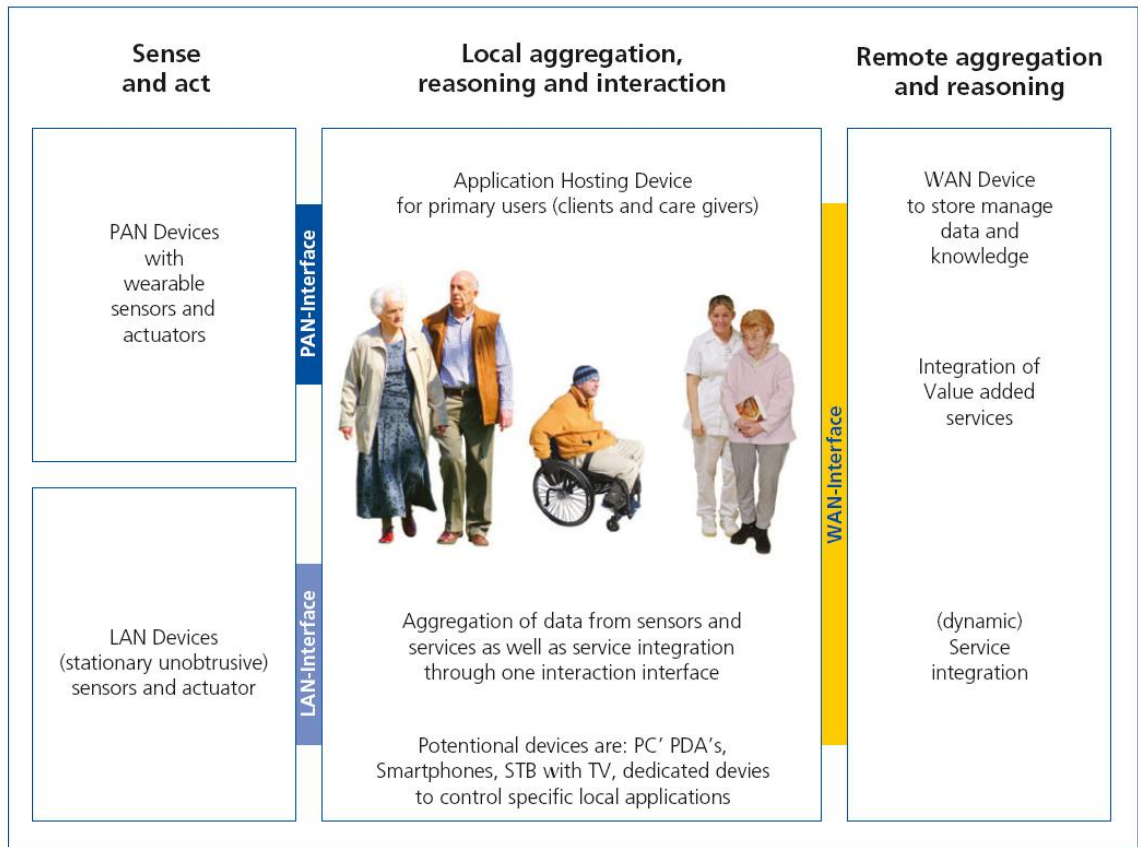 Sense
and act
PAN Devices
with
wearable
sensors and
actuators
LAN Devices
(stationary unobtrusive)
sensors and actuator
PAN-Interface
LAN-Interface
Local aggregation,
reasoning and interaction
Application Hosting Device
for primary users (clients and care givers)
Aggregation of data from sensors and
services as well as service integration
through one interaction interface
Potentional devices are: PC’ PDA’s,
Smartphones, STB with TV, dedicated devies
to control specific local applications
WAN-Interface
Remote aggregation
and reasoning
WAN Device
to store manage
data and
knowledge
Integration of
Value added
services
(dynamic)
Service
integration